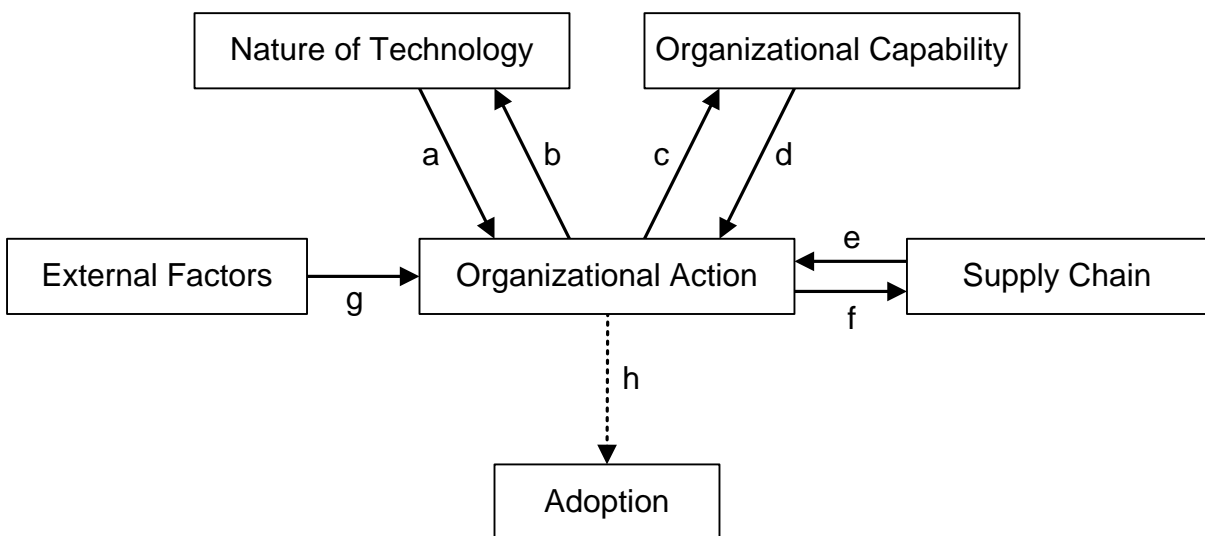 Nature of Technology
Organizational Capability
a
b
c
d
External Factors
g
Organizational Action
e
f
Supply Chain
h
Adoption